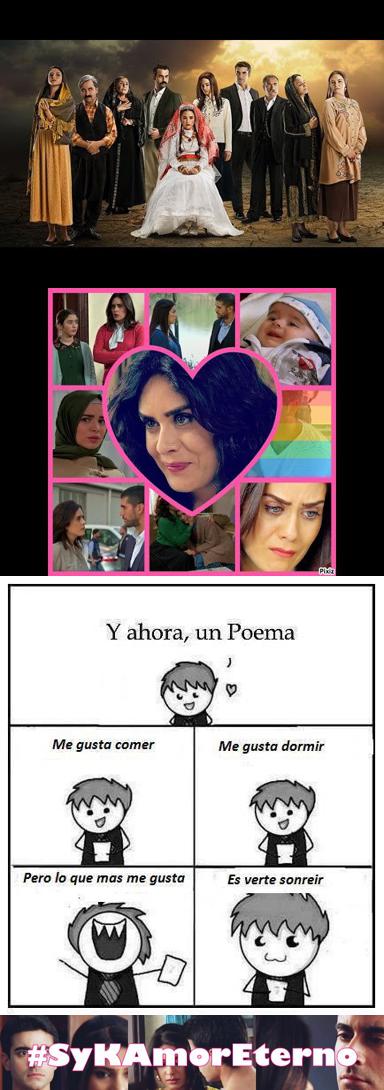 Pixiz
Y ahora, un Poema
Me gusta comer
Me gusta dormir
Pero lo que mas me gusta
Es verte sonreir
#SyKAmorEterno